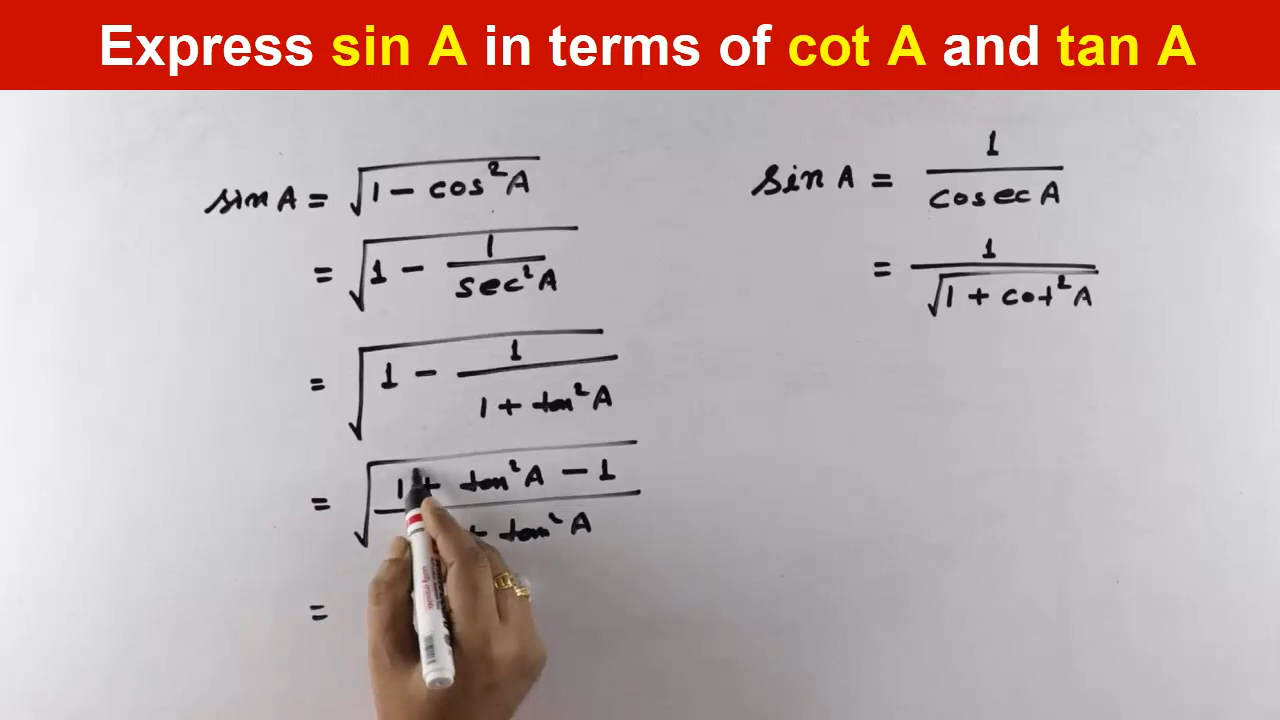 Express sin A in terms of cot A and tan A
sin A = √(1 - cos²A)
= √(1 - 1/sec²A)
= √(1 - 1/(1 + tan²A))
= √((1 + tan²A - 1)/(+ tan²A))
=
sin A = 1/cosec A
= 1/√(1 + cot²A)